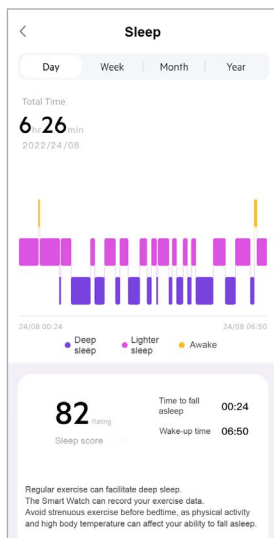 Sleep
Day Week Month Year
Total Time
6hr26min
2022/24/08
24/08 00:24 24/08 06:50
Deep sleep Lighter sleep Awake
82 Rating
Sleep score
Time to fall asleep 00:24
Wake-up time 06:50
Regular exercise can facilitate deep sleep.
The Smart Watch can record your exercise data.
Avoid strenuous exercise before bedtime, as physical activity
and high body temperature can affect your ability to fall asleep.